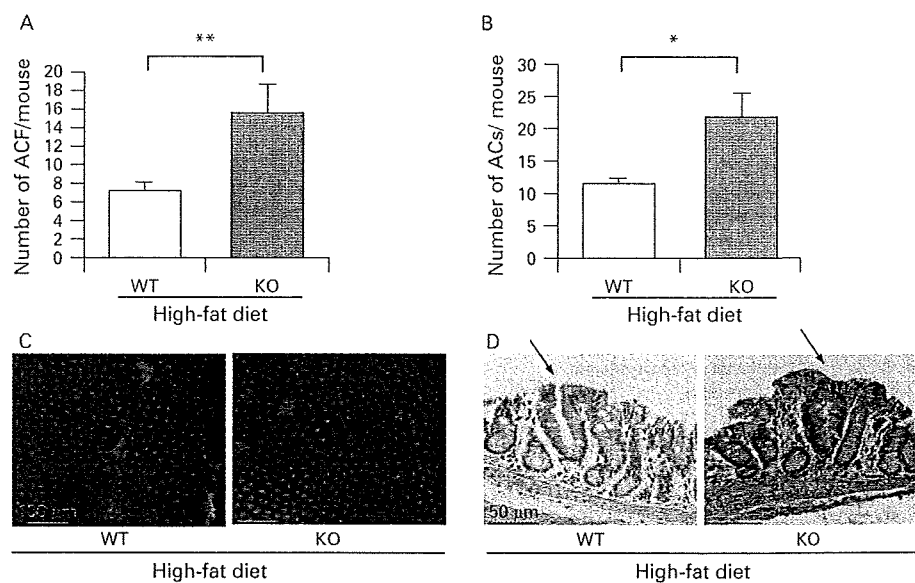 A
**
Number of ACF/mouse
20
18
16
14
12
10
8
6
4
2
0
WT KO
High-fat diet
B
*
Number of ACs/ mouse
30
25
20
15
10
5
0
WT KO
High-fat diet
C
WT KO
High-fat diet
D
50 μm
WT KO
High-fat diet